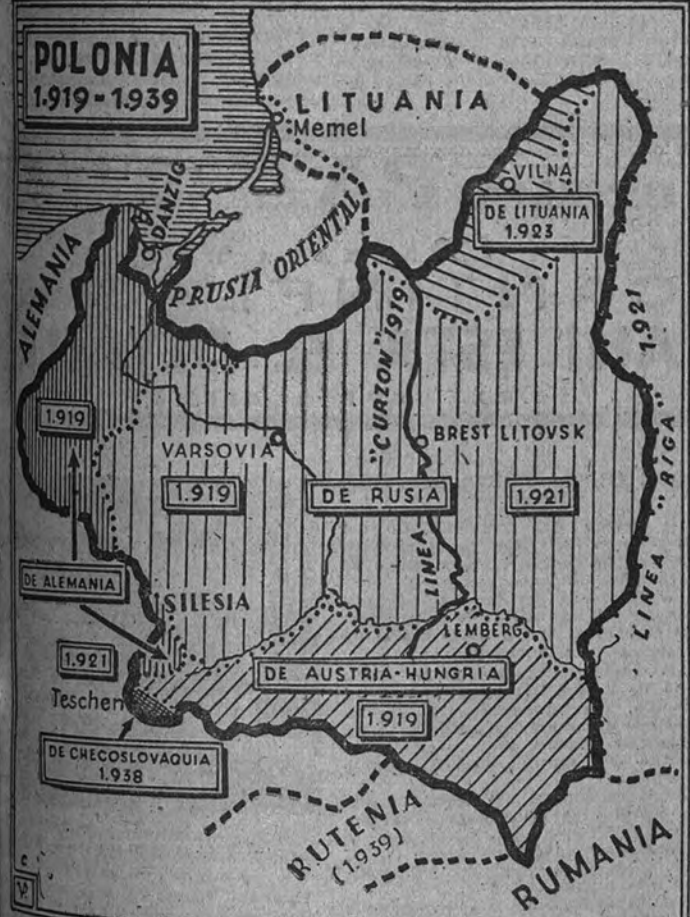 POLONIA
1.919-1.939
LITUANIA
Memel
DANZIG
PRUSIA ORIENTAL
ALEMANIA
VILNA
DE LITUANIA
1.923
1.919
VARSOVIA
1.919
"CURZON" 1919
LINEA
BREST LITOVSK
DE RUSIA
1.921
1.921
LINEA "RIGA"
DE ALEMANIA
SILESIA
1.921
Teschen
DE CHECOSLOVAQUIA
1.938
LEMBERG
DE AUSTRIA-HUNGRIA
1.919
RUTENIA
(1.939)
RUMANIA